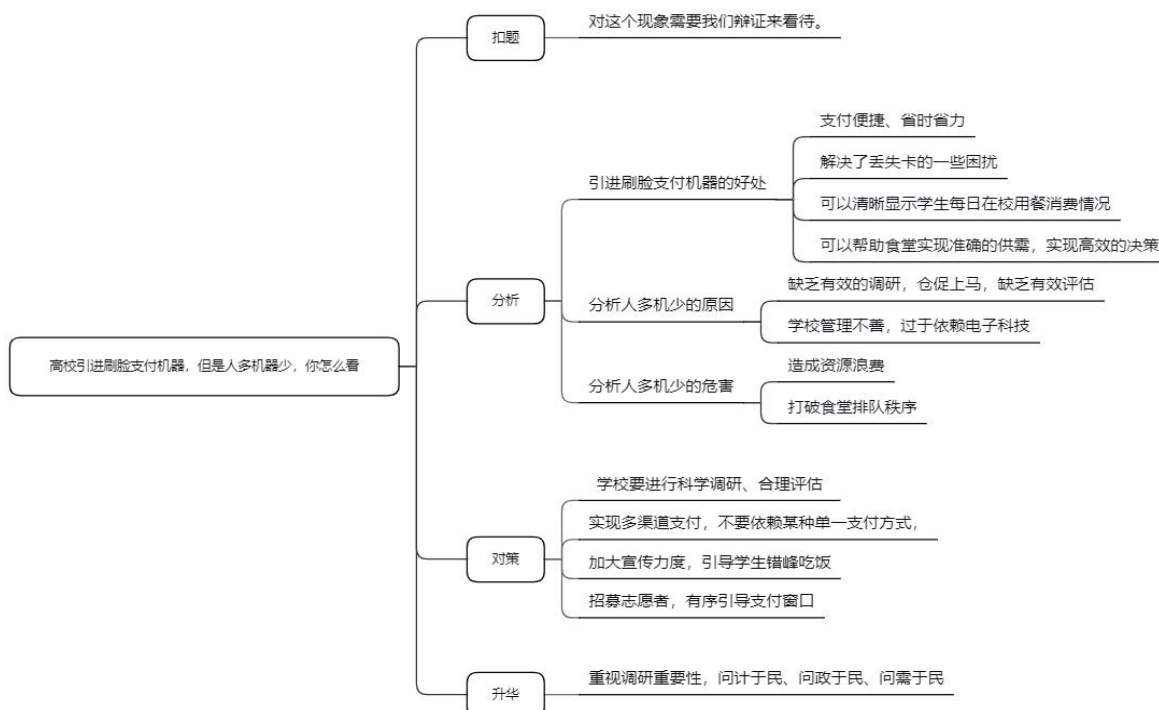 高校引进刷脸支付机器，但是人多机器少，你怎么看
扣题
对这个现象需要我们辩证来看待。
分析
引进刷脸支付机器的好处
支付便捷、省时省力
解决了丢失卡的一些困扰
可以清晰显示学生每日在校用餐消费情况
可以帮助食堂实现准确的供需，实现高效的决策
分析人多机少的原因
缺乏有效的调研，仓促上马，缺乏有效评估
学校管理不善，过于依赖电子科技
分析人多机少的危害
造成资源浪费
打破食堂排队秩序
对策
学校要进行科学调研、合理评估
实现多渠道支付，不要依赖某种单一支付方式，
加大宣传力度，引导学生错峰吃饭
招募志愿者，有序引导支付窗口
升华
重视调研重要性，问计于民、问政于民、问需于民